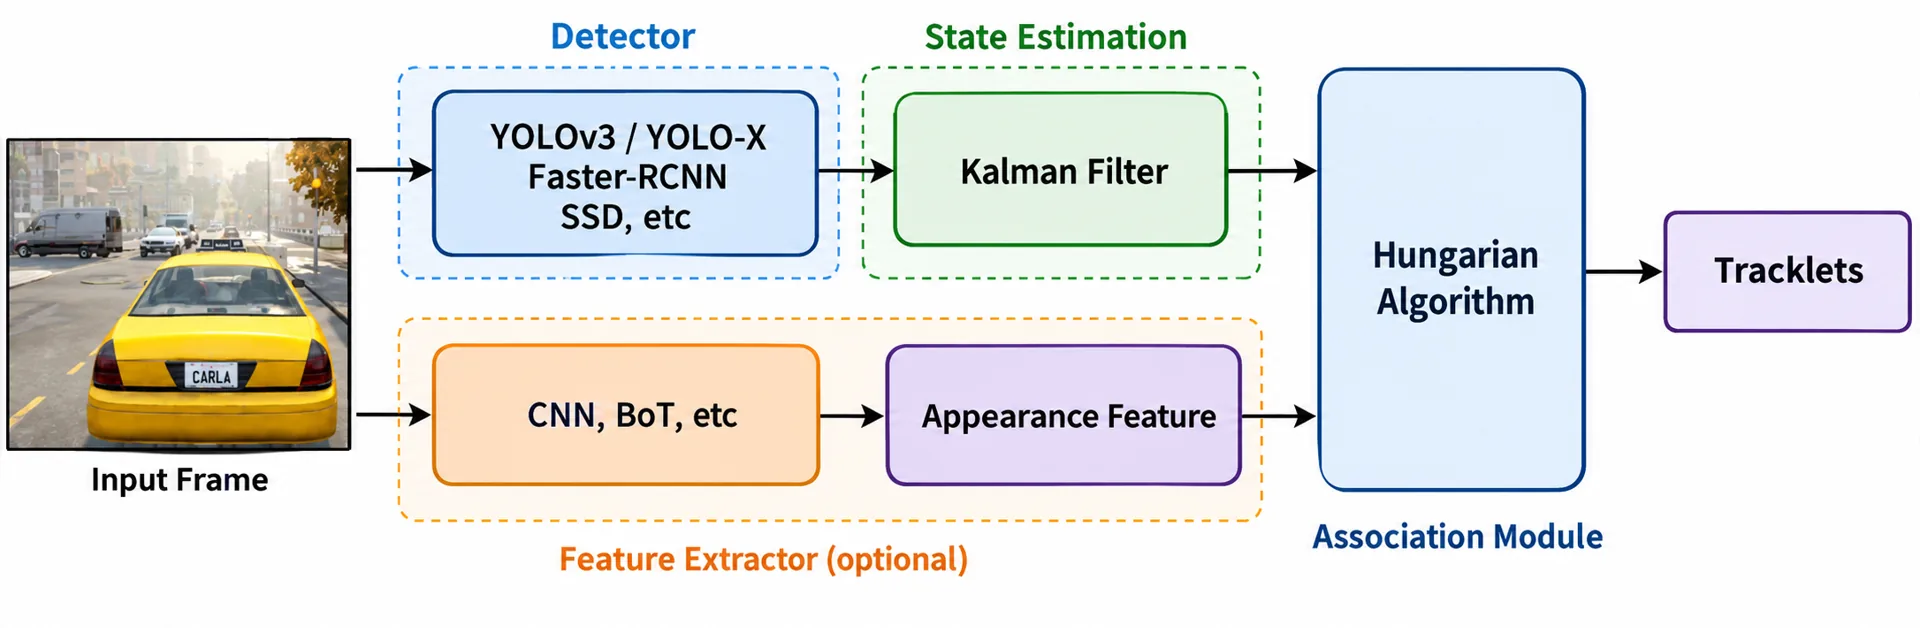 Detector
State Estimation
YOLOv3 / YOLO-X
Faster-RCNN
SSD, etc
Kalman Filter
Hungarian
Algorithm
Tracklets
CARLA
Input Frame
CNN, BoT, etc
Appearance Feature
Feature Extractor (optional)
Association Module